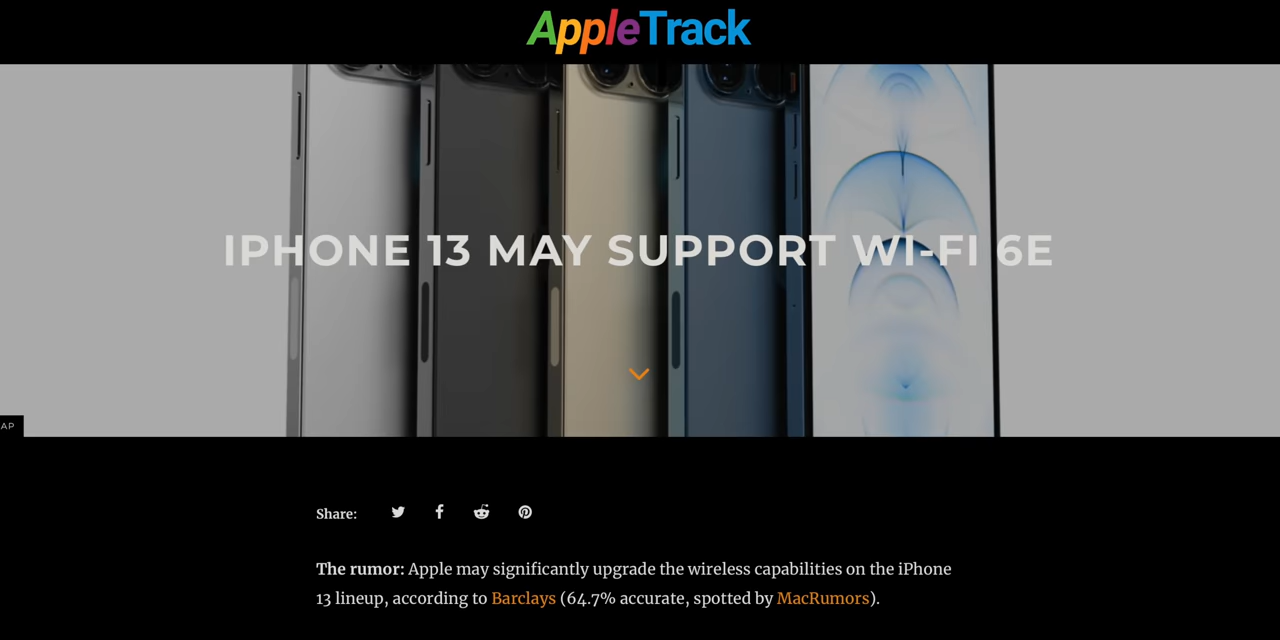 AppleTrack
IPHONE 13 MAY SUPPORT WI-FI 6E
AP
Share:
The rumor: Apple may significantly upgrade the wireless capabilities on the iPhone
13 lineup, according to Barclays (64.7% accurate, spotted by MacRumors).